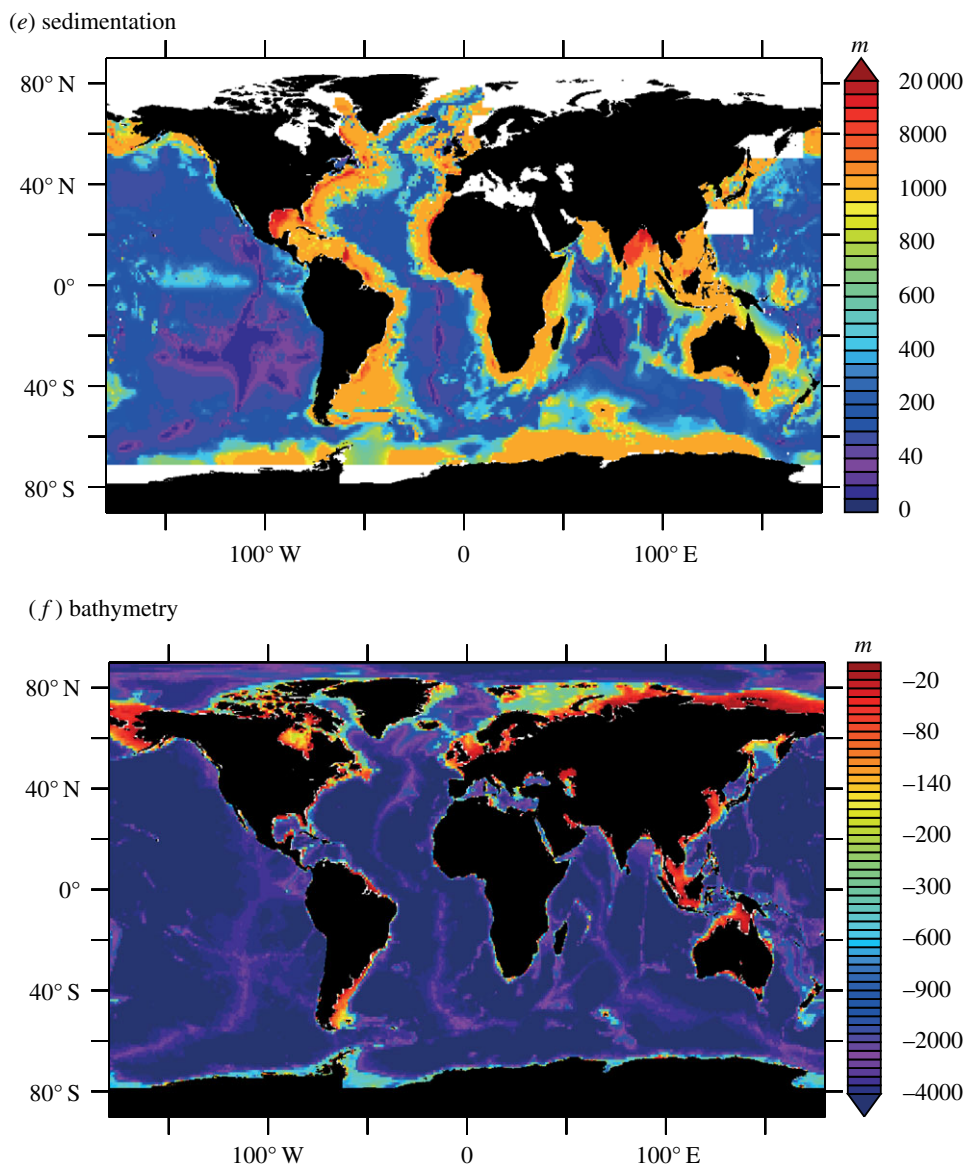 (e) sedimentation
m
80° N
40° N
0°
40° S
80° S
100° W
0
100° E
20 000
8000
1000
800
600
400
200
40
0
(f) bathymetry
m
80° N
40° N
0°
40° S
80° S
100° W
0
100° E
–20
–80
–140
–200
–300
–600
–900
–2000
–4000